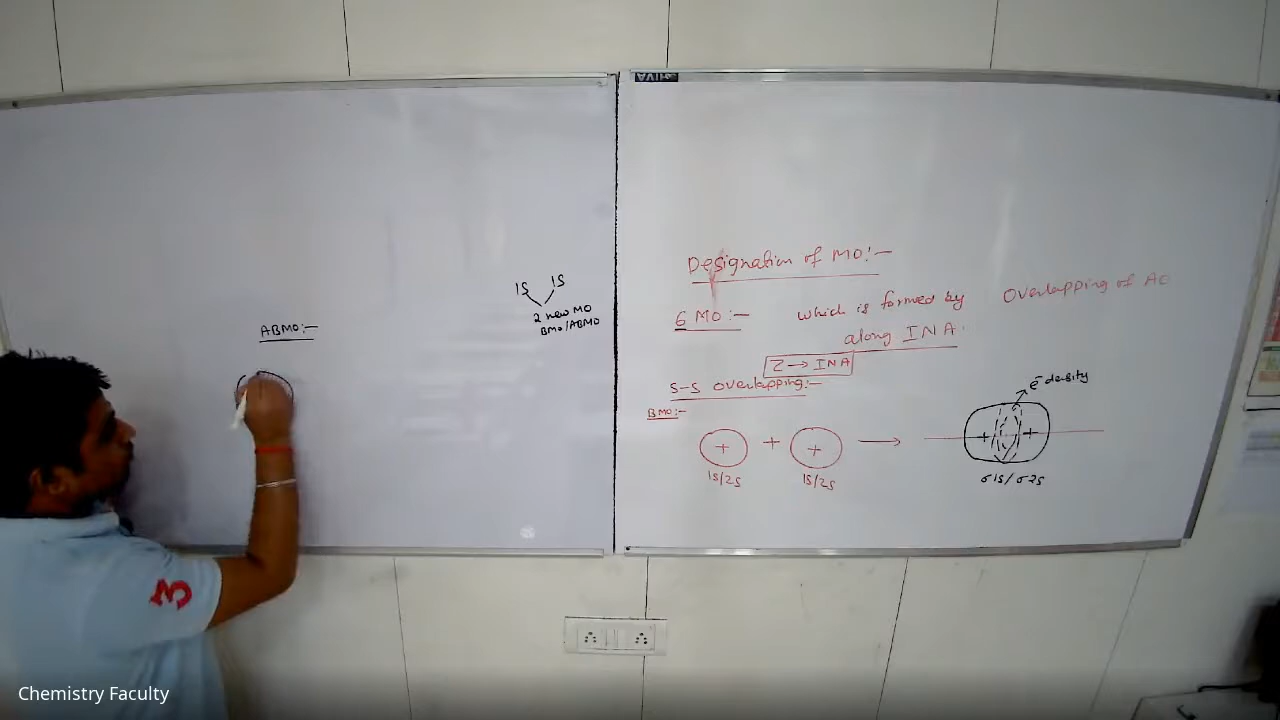 ABMO:-
1S 1S
2 new MO
BMO/ABMO
Designation of MO:-
6 MO:- which is formed by Overlapping of AO
along INA.
Z → INA
S-S overlapping:-
BMO:-
+ + + → + +
e⁻ density
1S/2S 1S/2S σ1S/σ2S
3
Chemistry Faculty